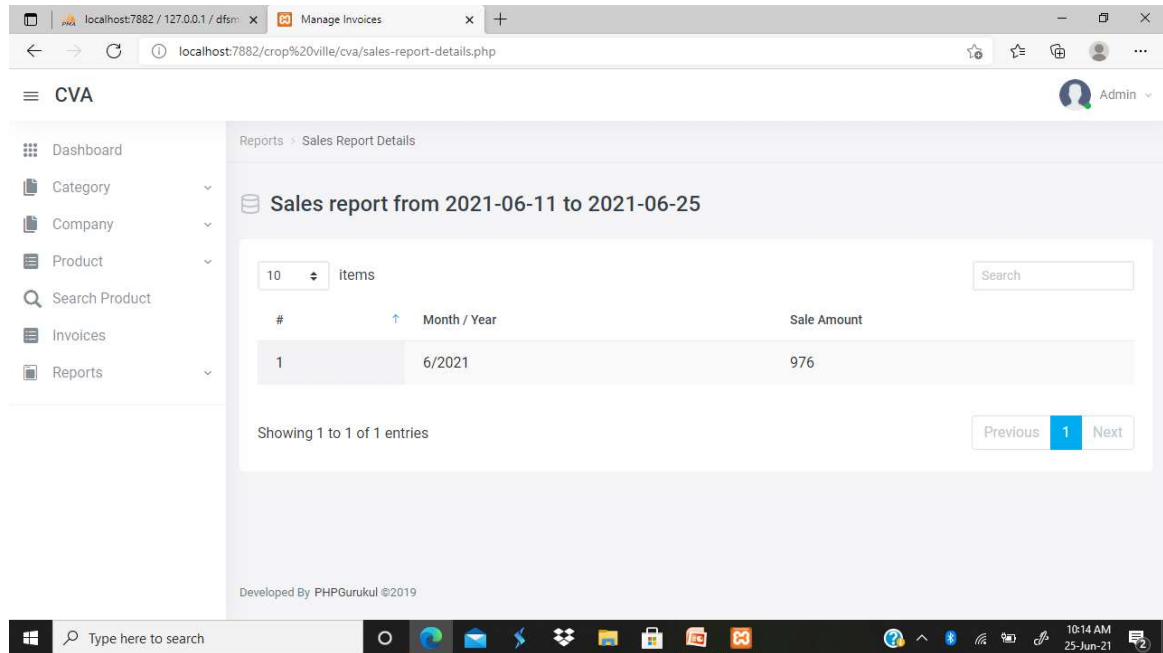 localhost:7882 / 127.0.0.1 / dfsm
Manage Invoices
localhost:7882/crop%20ville/cva/sales-report-details.php
CVA
Admin
Dashboard
Category
Company
Product
Search Product
Invoices
Reports
Reports > Sales Report Details
Sales report from 2021-06-11 to 2021-06-25
10 items
Search
# Month / Year Sale Amount
1 6/2021 976
Showing 1 to 1 of 1 entries
Previous 1 Next
Developed By PHPGurukul ©2019
Type here to search
10:14 AM
25-Jun-21
2